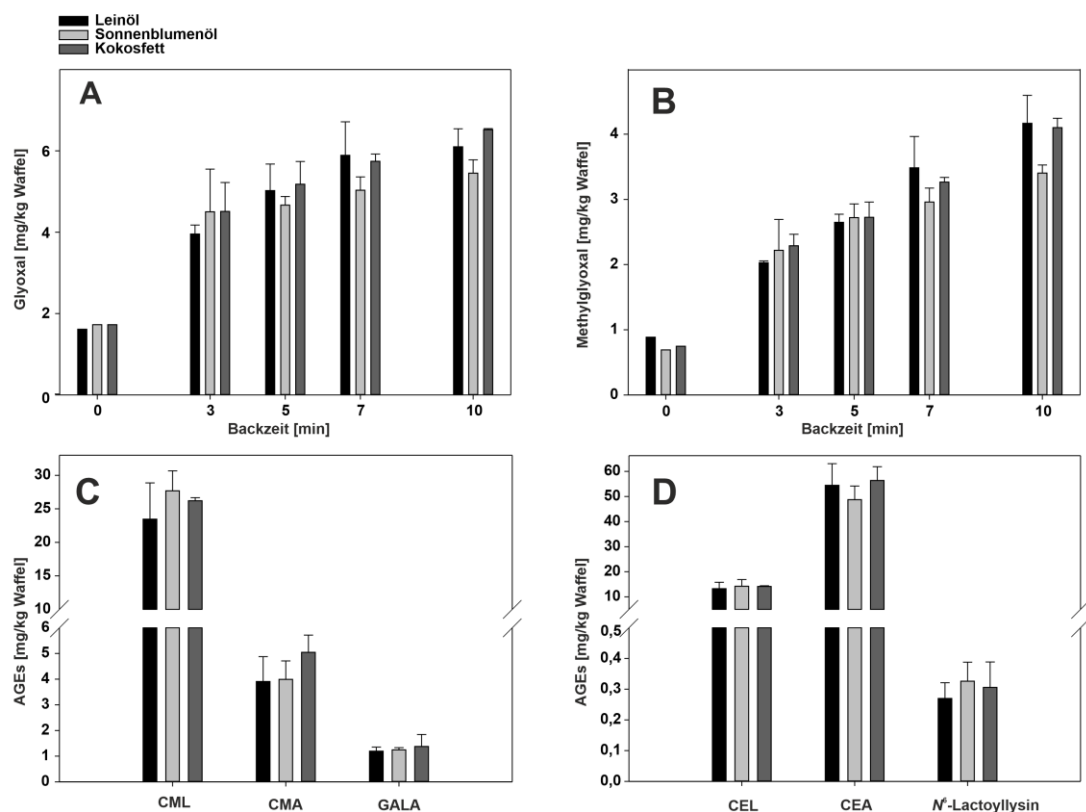 Leinöl
Sonnenblumenöl
Kokosfett
A
Glyoxal [mg/kg Waffel]
6
4
2
0
0 3 5 7 10
Backzeit [min]
B
Methylglyoxal [mg/kg Waffel]
4
3
2
1
0
0 3 5 7 10
Backzeit [min]
C
AGEs [mg/kg Waffel]
30
25
20
15
10
6
5
4
3
2
1
0
CML CMA GALA
D
AGEs [mg/kg Waffel]
60
50
40
30
20
10
0,5
0,4
0,3
0,2
0,1
0,0
CEL CEA N⁶-Lactoyllysin